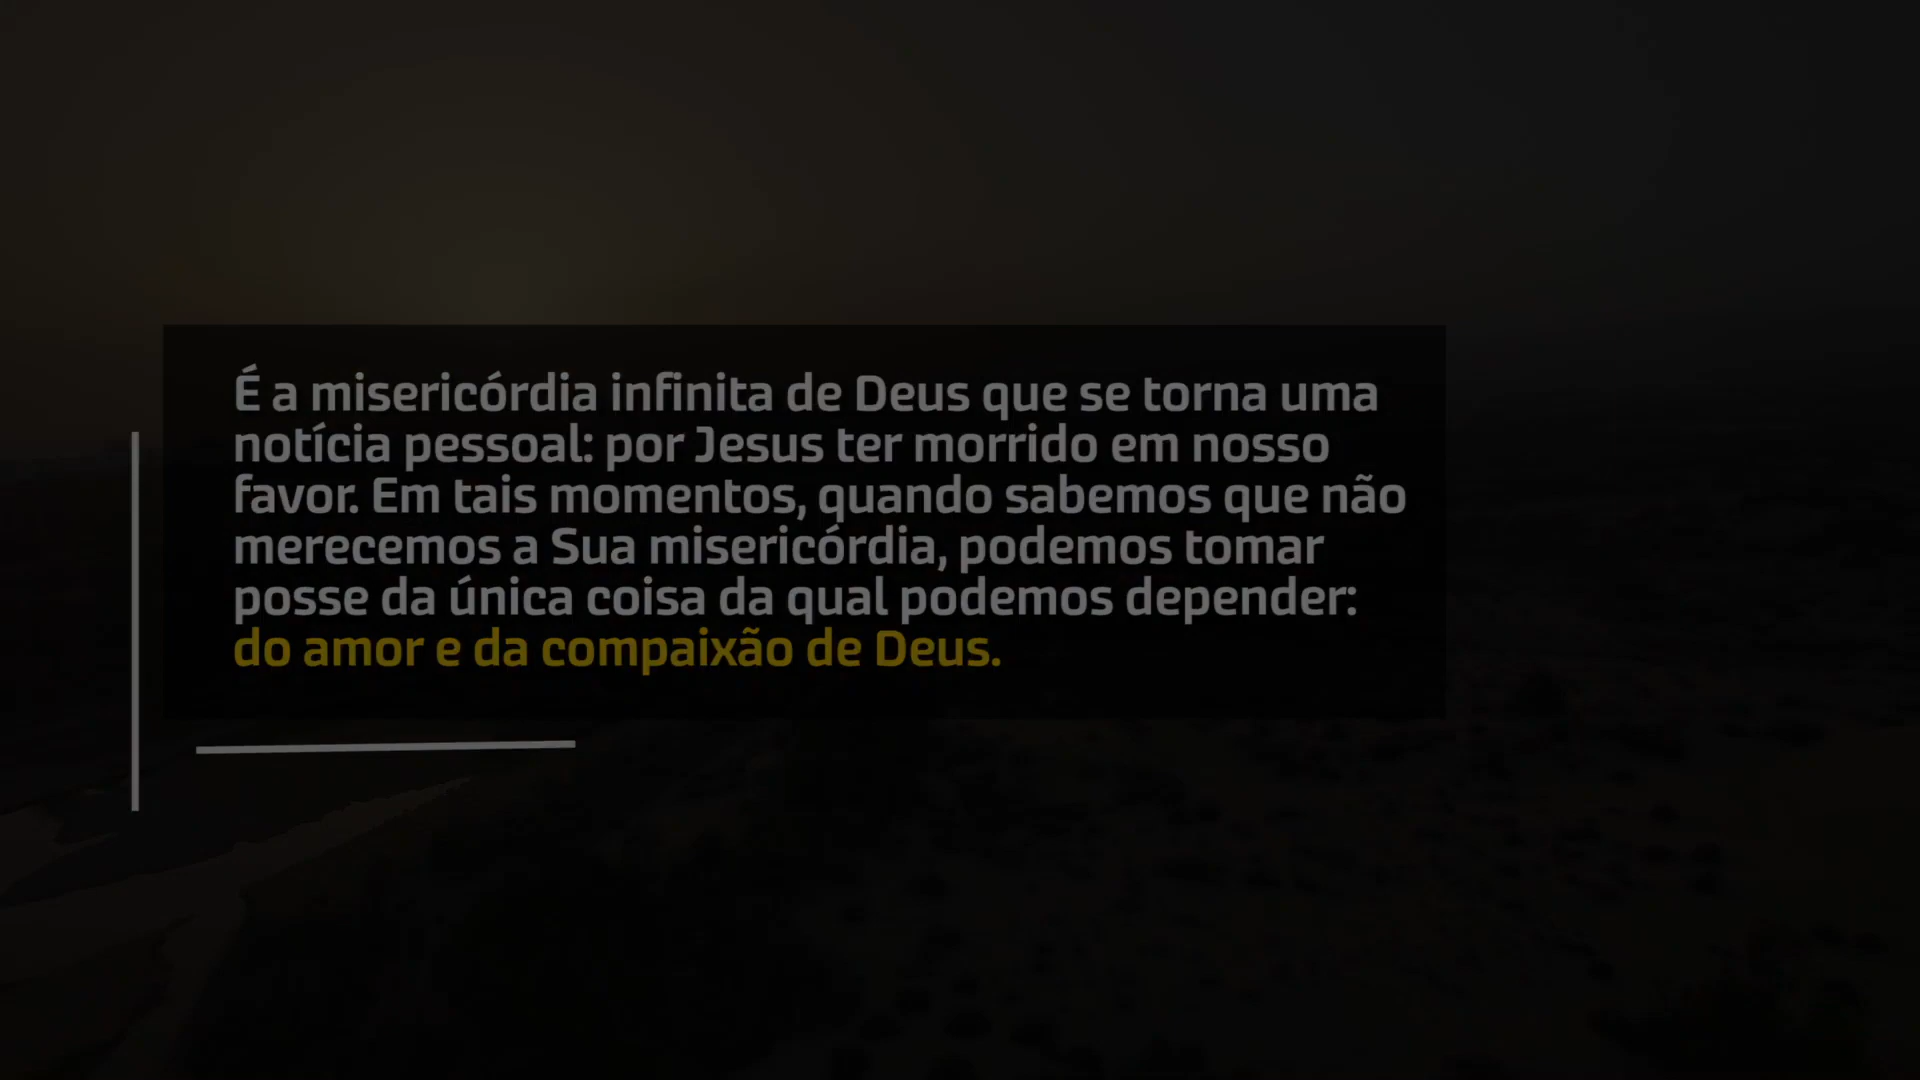 É a misericórdia infinita de Deus que se torna uma
notícia pessoal: por Jesus ter morrido em nosso
favor. Em tais momentos, quando sabemos que não
merecemos a Sua misericórdia, podemos tomar
posse da única coisa da qual podemos depender:
do amor e da compaixão de Deus.